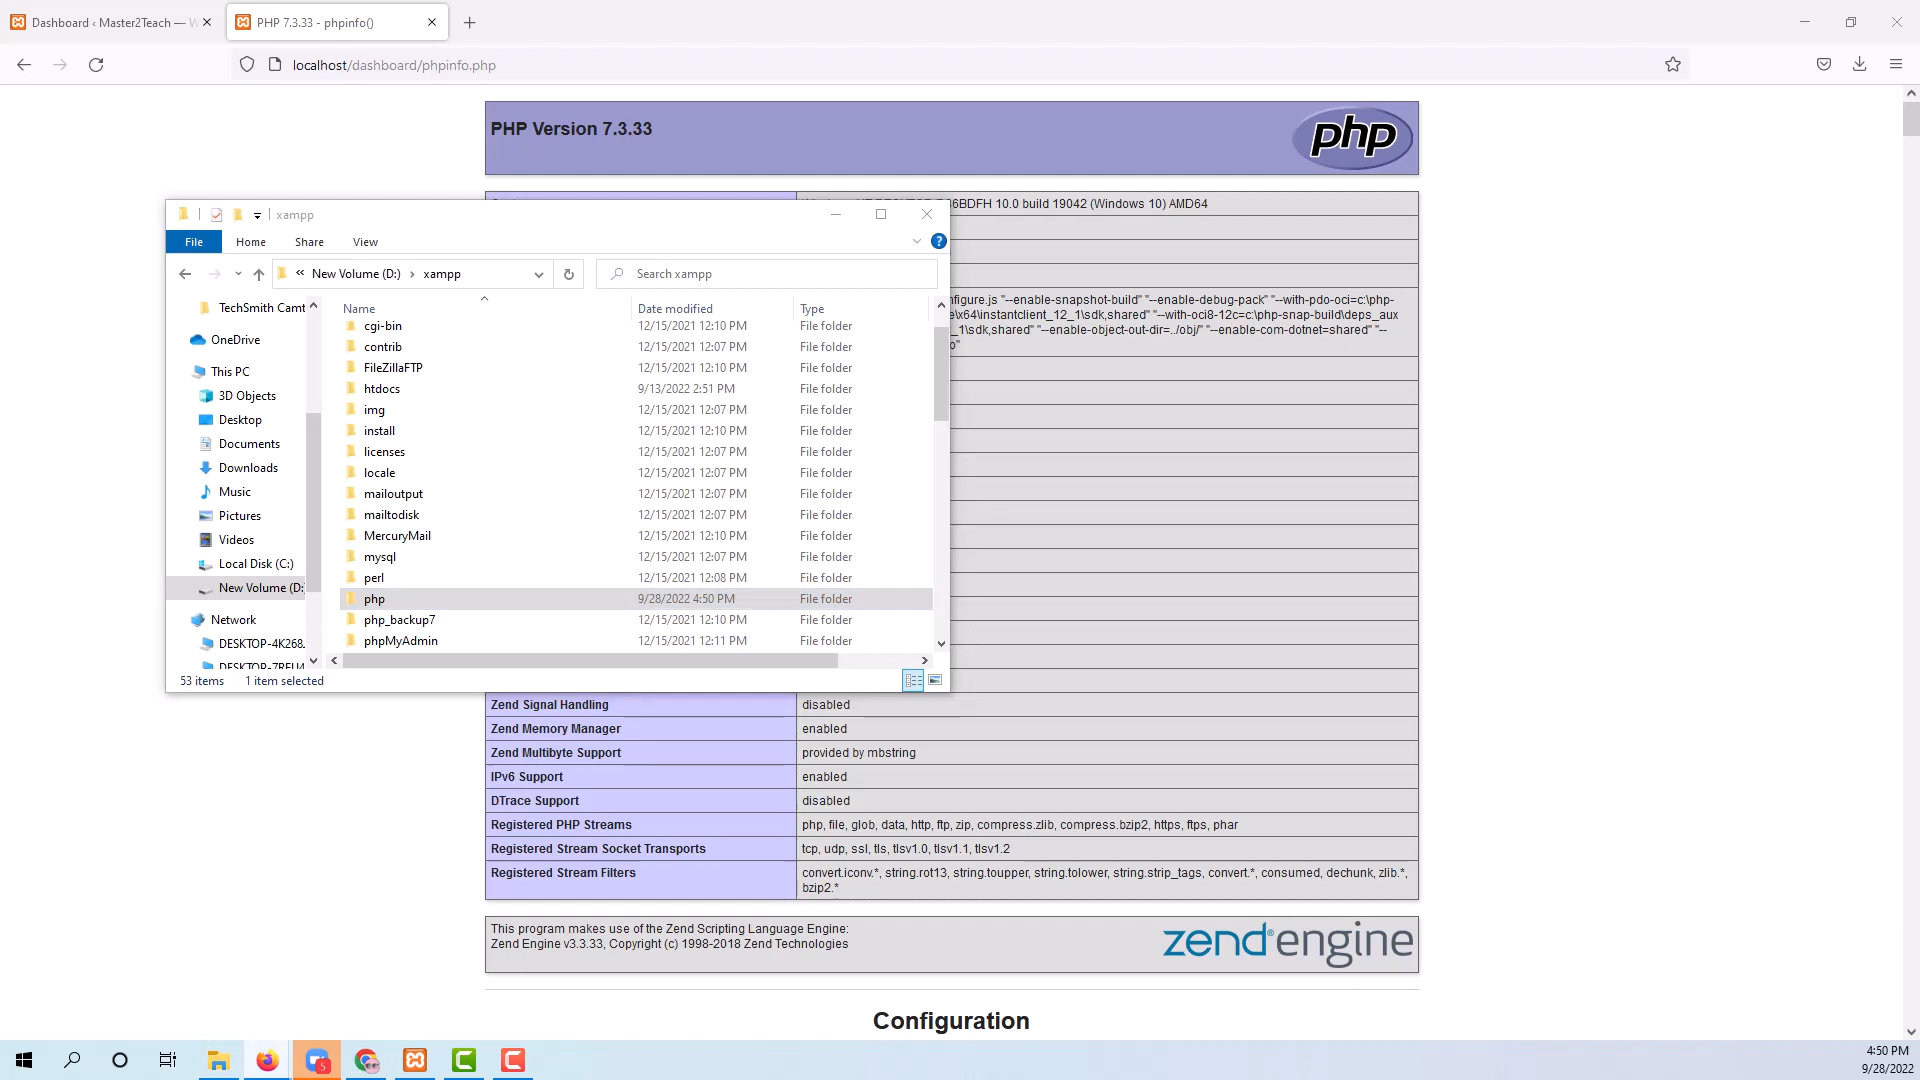 Dashboard ‹ Master2Teach — W
PHP 7.3.33 - phpinfo()
localhost/dashboard/phpinfo.php
PHP Version 7.3.33
php
6BDFH 10.0 build 19042 (Windows 10) AMD64
xampp
File
Home
Share
View
« New Volume (D:) › xampp
Search xampp
figure.js "--enable-snapshot-build" "--enable-debug-pack" "--with-pdo-oci=c:\php-
e\x64\instantclient_12_1\sdk,shared" "--with-oci8-12c=c:\php-snap-build\deps_aux
_1\sdk,shared" "--enable-object-out-dir=../obj/" "--enable-com-dotnet=shared" "--
o"
TechSmith Camt
OneDrive
This PC
3D Objects
Desktop
Documents
Downloads
Music
Pictures
Videos
Local Disk (C:)
New Volume (D:
Network
DESKTOP-4K268
Name Date modified Type
cgi-bin 12/15/2021 12:10 PM File folder
contrib 12/15/2021 12:07 PM File folder
FileZillaFTP 12/15/2021 12:10 PM File folder
htdocs 9/13/2022 2:51 PM File folder
img 12/15/2021 12:07 PM File folder
install 12/15/2021 12:10 PM File folder
licenses 12/15/2021 12:07 PM File folder
locale 12/15/2021 12:07 PM File folder
mailoutput 12/15/2021 12:07 PM File folder
mailtodisk 12/15/2021 12:07 PM File folder
MercuryMail 12/15/2021 12:10 PM File folder
mysql 12/15/2021 12:07 PM File folder
perl 12/15/2021 12:08 PM File folder
php 9/28/2022 4:50 PM File folder
php_backup7 12/15/2021 12:10 PM File folder
phpMyAdmin 12/15/2021 12:11 PM File folder
53 items 1 item selected
Zend Signal Handling disabled
Zend Memory Manager enabled
Zend Multibyte Support provided by mbstring
IPv6 Support enabled
DTrace Support disabled
Registered PHP Streams php, file, glob, data, http, ftp, zip, compress.zlib, compress.bzip2, https, ftps, phar
Registered Stream Socket Transports tcp, udp, ssl, tls, tlsv1.0, tlsv1.1, tlsv1.2
Registered Stream Filters convert.iconv.*, string.rot13, string.toupper, string.tolower, string.strip_tags, convert.*, consumed, dechunk, zlib.*,
bzip2.*
This program makes use of the Zend Scripting Language Engine:
Zend Engine v3.3.33, Copyright (c) 1998-2018 Zend Technologies
zend engine
Configuration
5
4:50 PM
9/28/2022